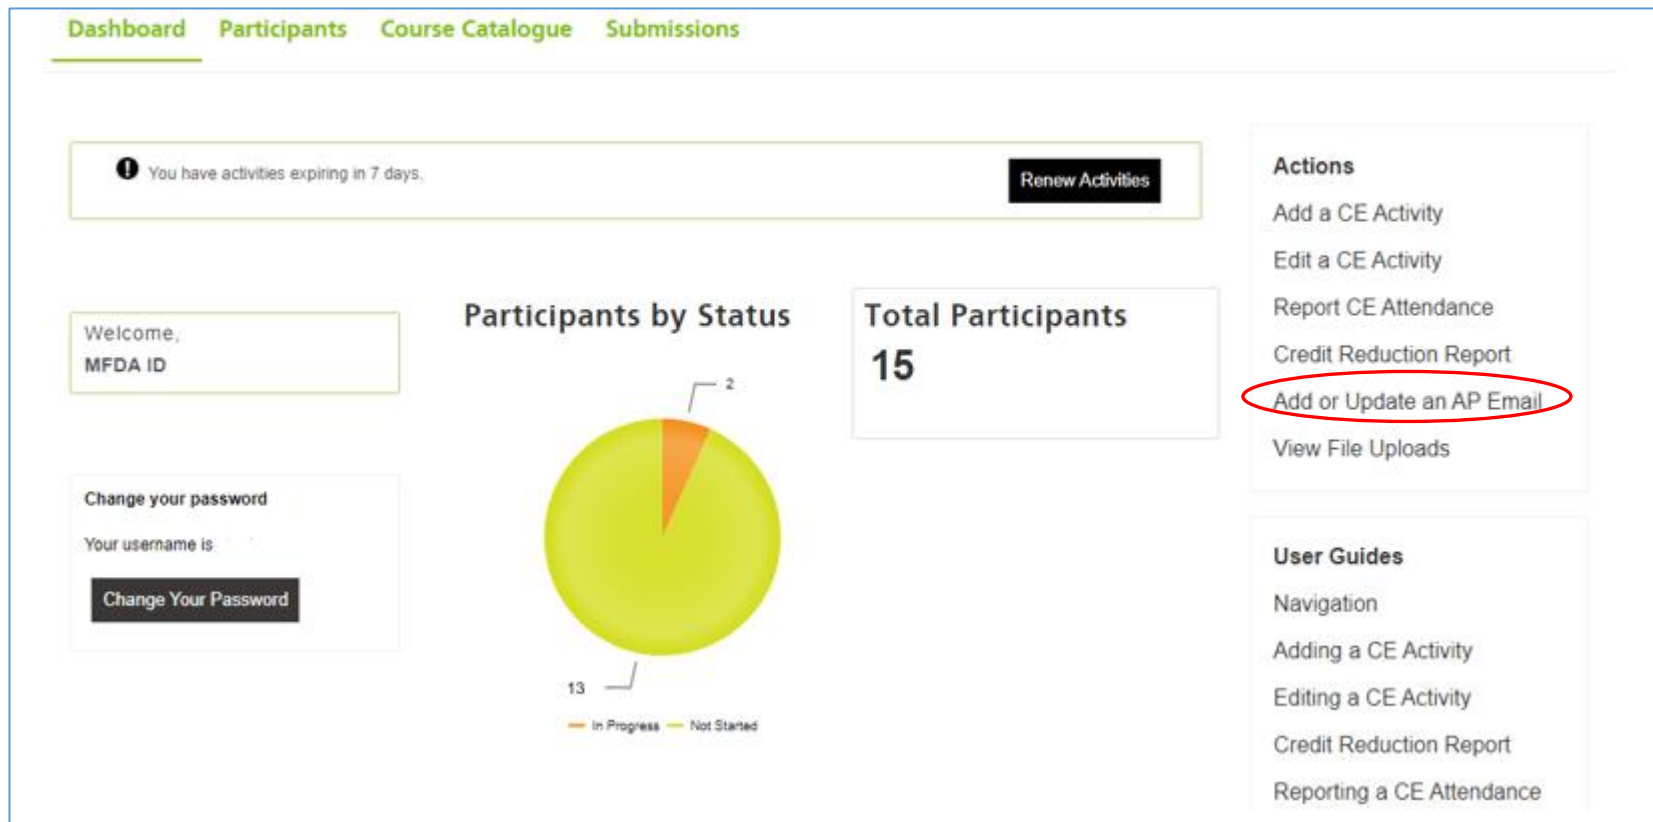 Dashboard Participants Course Catalogue Submissions
You have activities expiring in 7 days.
Renew Activities
Welcome,
MFDA ID
Change your password
Your username is
Change Your Password
Participants by Status
2
13
In Progress Not Started
Total Participants
15
Actions
Add a CE Activity
Edit a CE Activity
Report CE Attendance
Credit Reduction Report
Add or Update an AP Email
View File Uploads
User Guides
Navigation
Adding a CE Activity
Editing a CE Activity
Credit Reduction Report
Reporting a CE Attendance